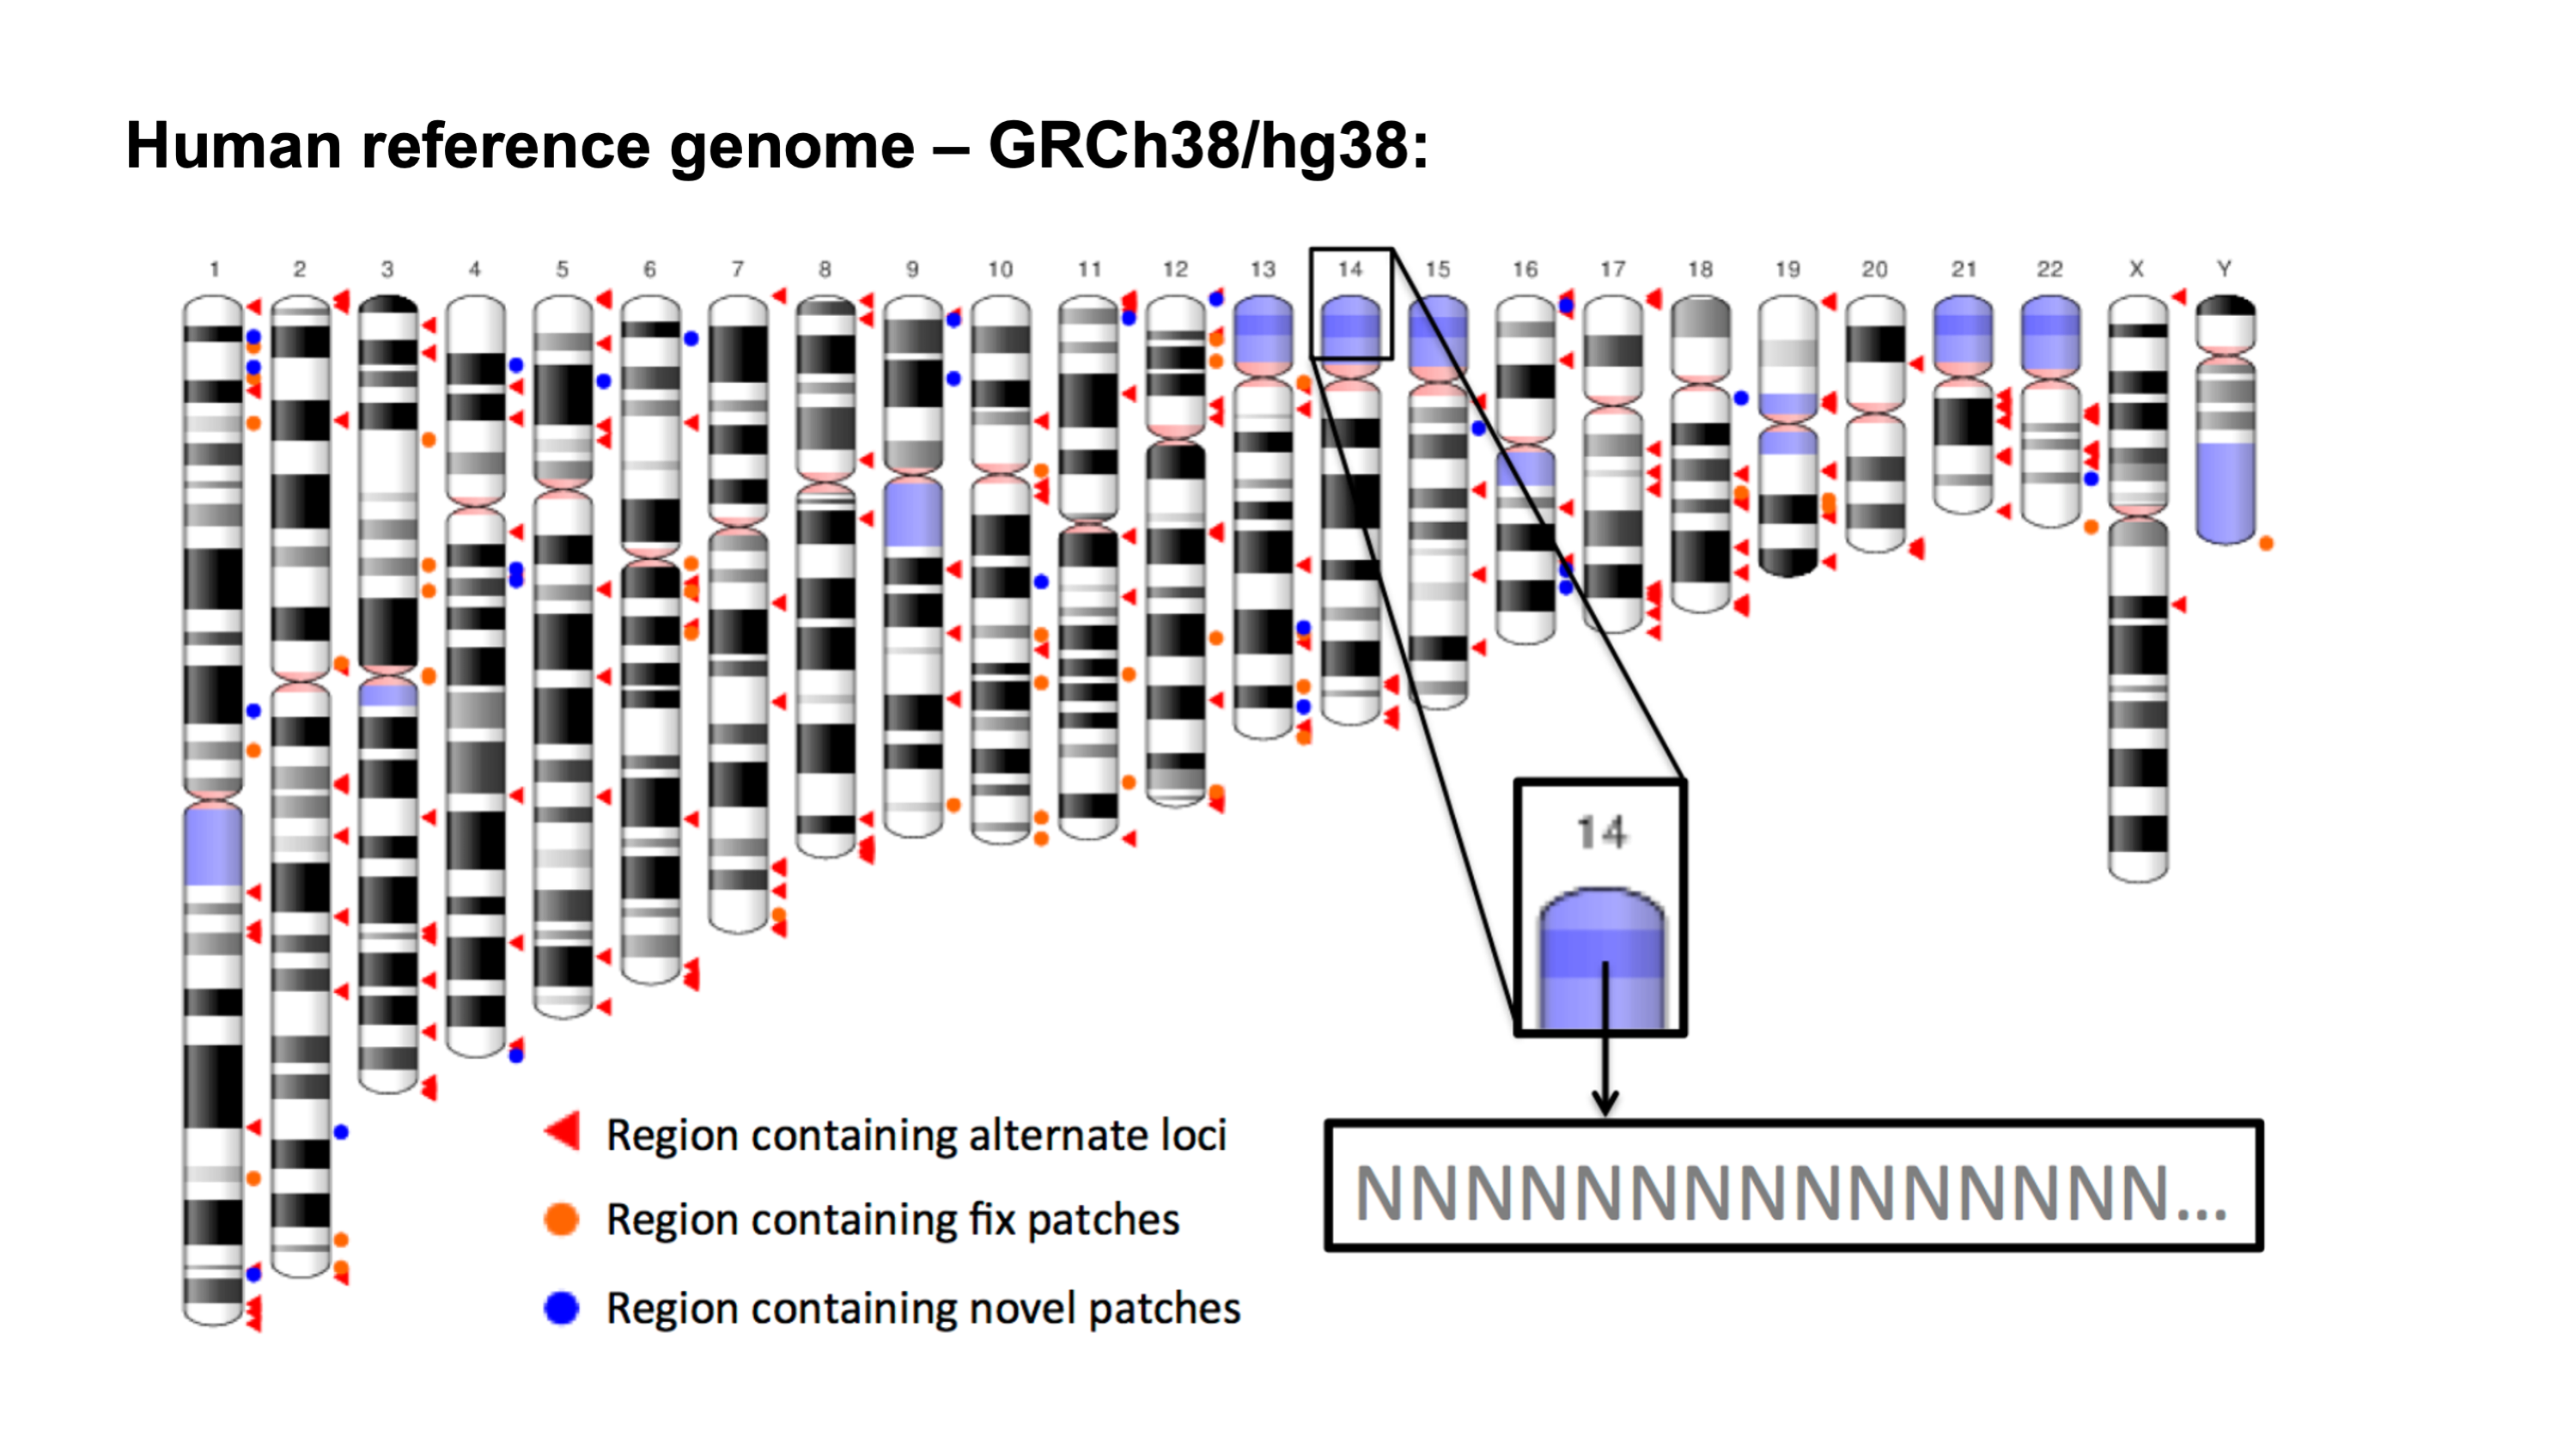 Human reference genome – GRCh38/hg38:
1 2 3 4 5 6 7 8 9 10 11 12 13 14 15 16 17 18 19 20 21 22 X Y
14
Region containing alternate loci
Region containing fix patches
Region containing novel patches
NNNNNNNNNNNNNNN...